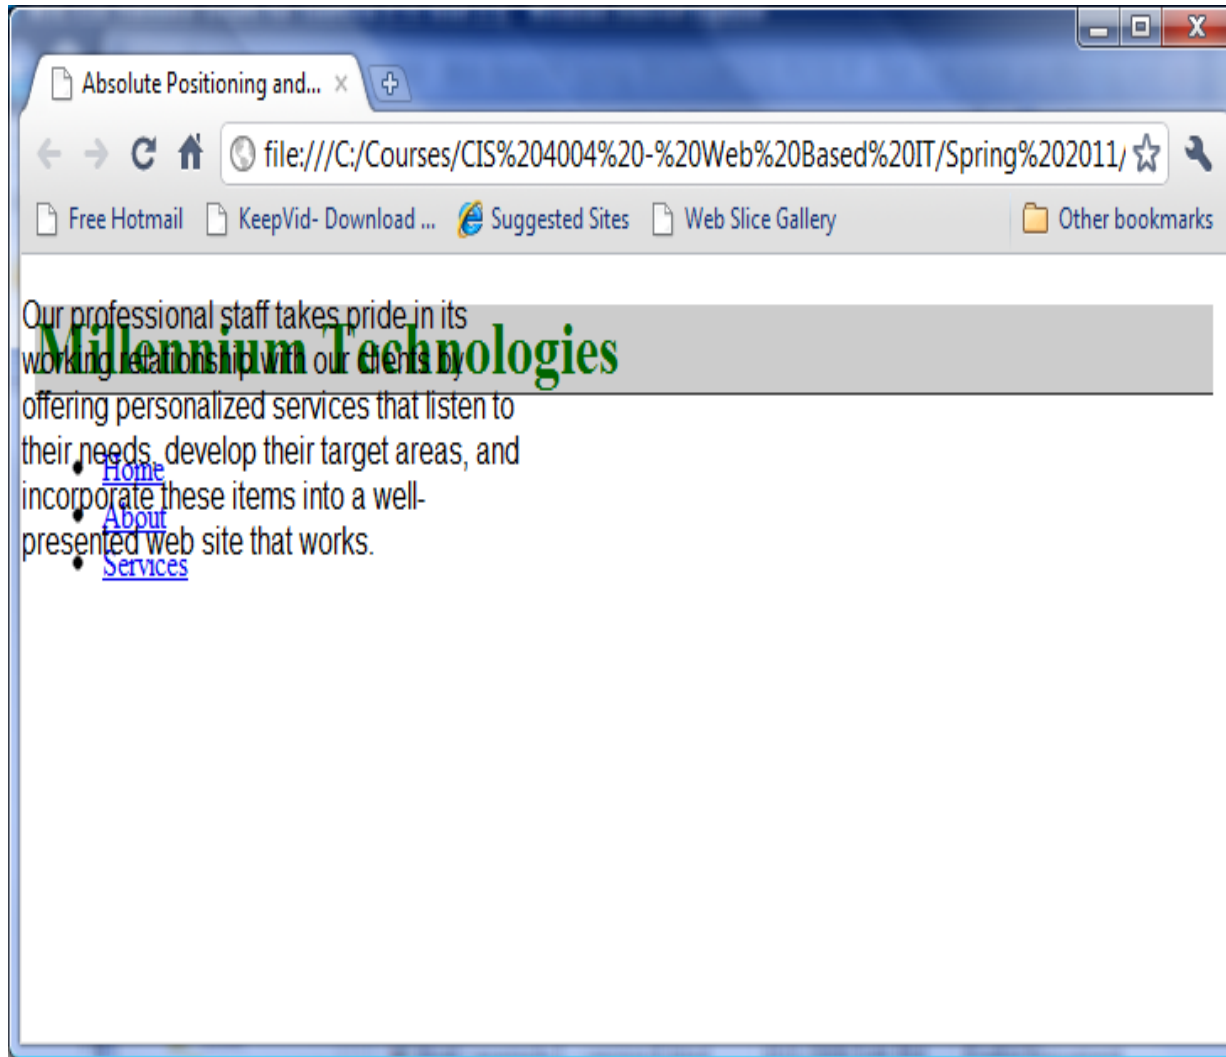 Absolute Positioning and...
file:///C:/Courses/CIS%204004%20-%20Web%20Based%20IT/Spring%202011/
Free Hotmail KeepVid- Download ... Suggested Sites Web Slice Gallery Other bookmarks
Millennium Technologies
Our professional staff takes pride in its
working relationship with our clients by
offering personalized services that listen to
their needs, develop their target areas, and
incorporate these items into a well-
presented web site that works.
Home
About
Services